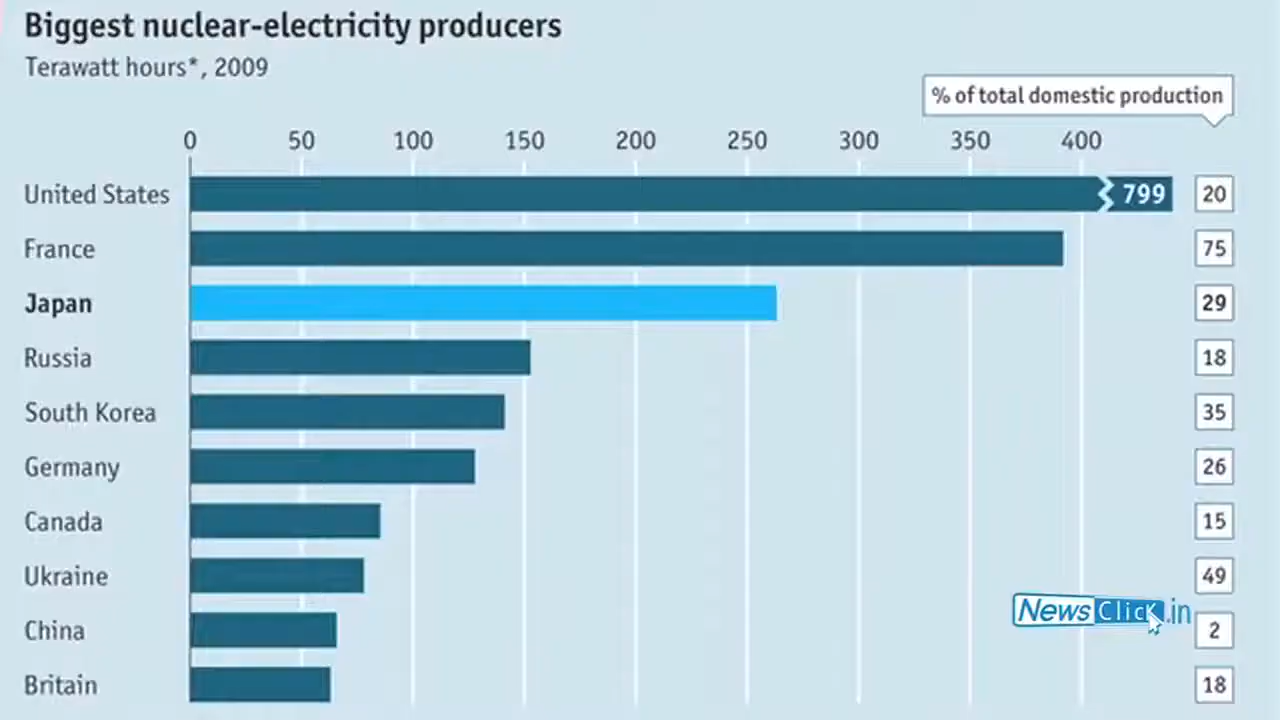 Biggest nuclear-electricity producers
Terawatt hours*, 2009
% of total domestic production
0 50 100 150 200 250 300 350 400
United States 799 20
France 75
Japan 29
Russia 18
South Korea 35
Germany 26
Canada 15
Ukraine 49
NewsClick.in
China 2
Britain 18